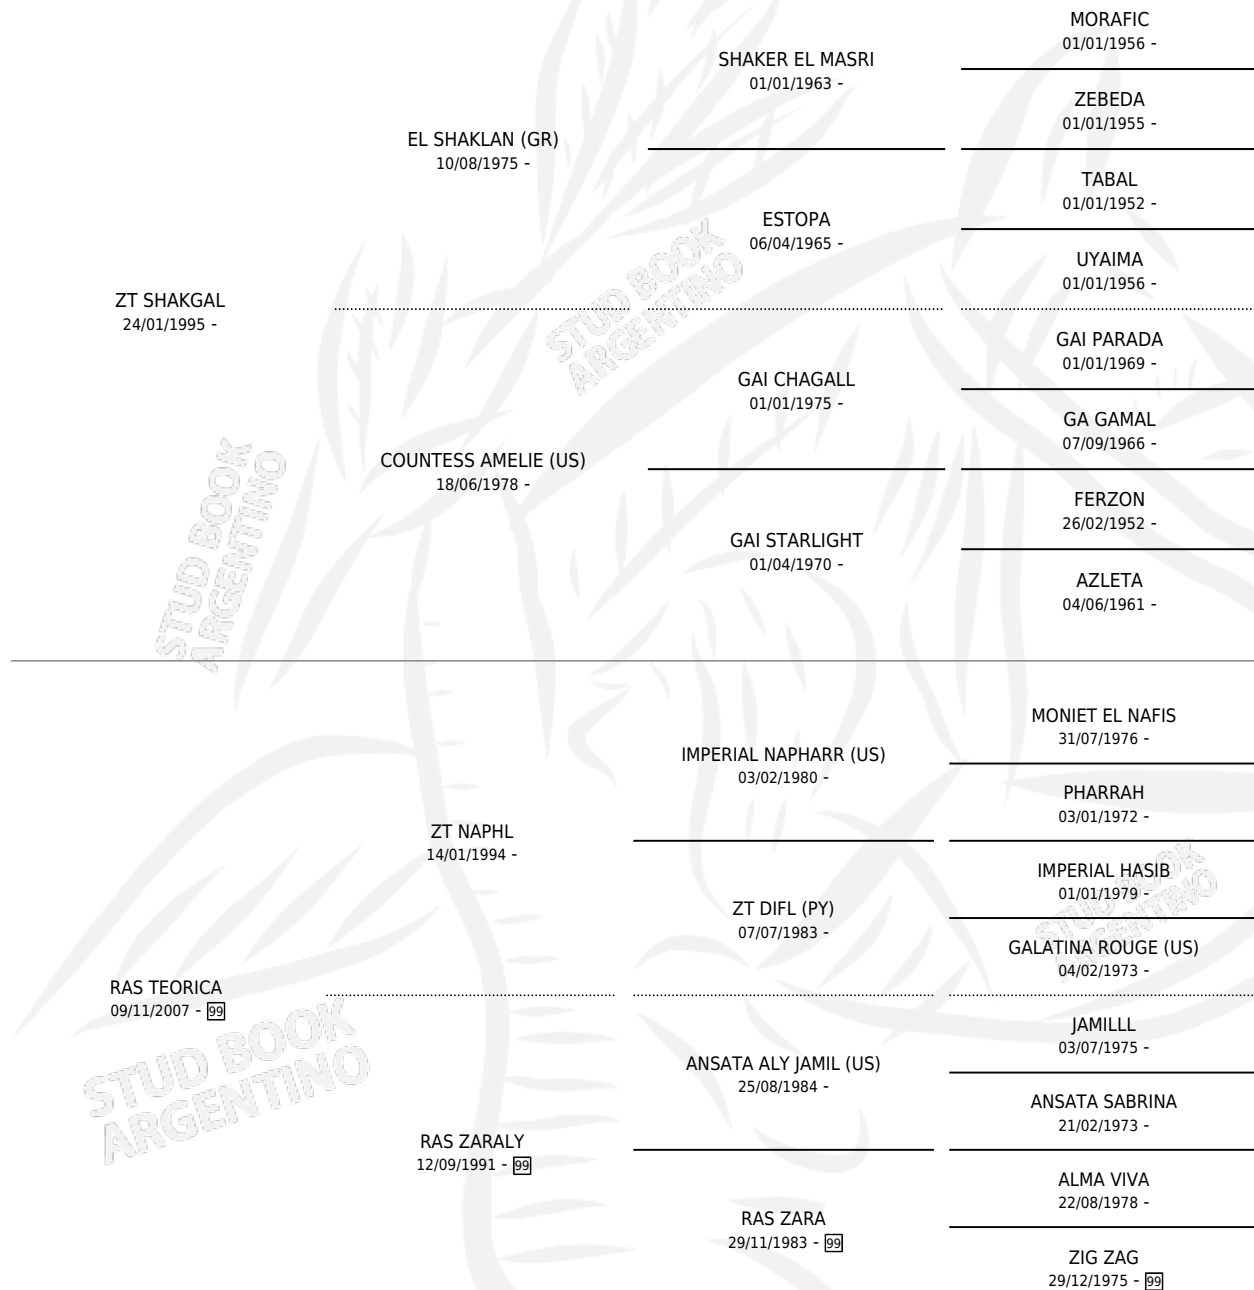 MORAFIC
01/01/1956 -
SHAKER EL MASRI
01/01/1963 -
ZEBEDA
01/01/1955 -
EL SHAKLAN (GR)
10/08/1975 -
TABAL
01/01/1952 -
ESTOPA
06/04/1965 -
UYAIMA
01/01/1956 -
ZT SHAKGAL
24/01/1995 -
GAI PARADA
01/01/1969 -
GAI CHAGALL
01/01/1975 -
GA GAMAL
07/09/1966 -
COUNTESS AMELIE (US)
18/06/1978 -
FERZON
26/02/1952 -
GAI STARLIGHT
01/04/1970 -
AZLETA
04/06/1961 -
MONIET EL NAFIS
31/07/1976 -
IMPERIAL NAPHARR (US)
03/02/1980 -
PHARRAH
03/01/1972 -
ZT NAPHL
14/01/1994 -
IMPERIAL HASIB
01/01/1979 -
ZT DIFL (PY)
07/07/1983 -
GALATINA ROUGE (US)
04/02/1973 -
RAS TEORICA
09/11/2007 - 99
JAMILLL
03/07/1975 -
ANSATA ALY JAMIL (US)
25/08/1984 -
ANSATA SABRINA
21/02/1973 -
RAS ZARALY
12/09/1991 - 99
ALMA VIVA
22/08/1978 -
RAS ZARA
29/11/1983 - 99
ZIG ZAG
29/12/1975 - 99
STUD BOOK
ARGENTINO
STUD BOOK
ARGENTINO
STUD BOOK
ARGENTINO
STUD BOOK
ARGENTINO